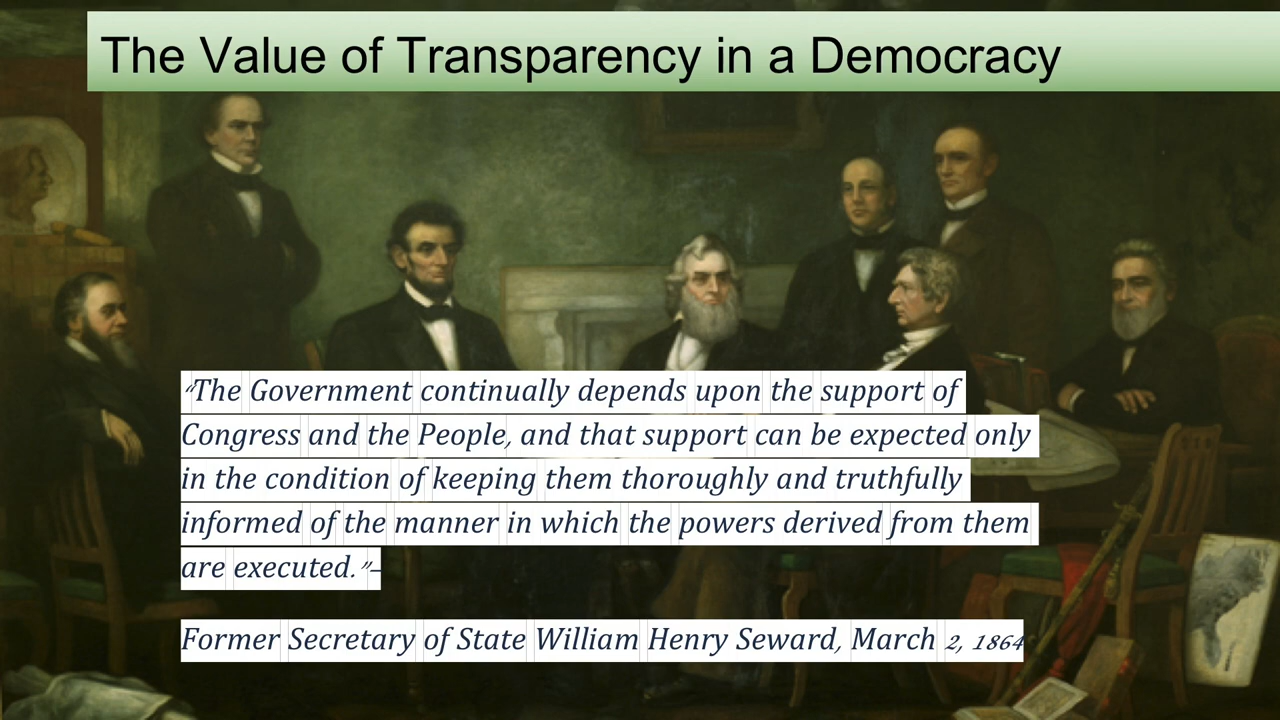 The Value of Transparency in a Democracy
“The Government continually depends upon the support of
Congress and the People, and that support can be expected only
in the condition of keeping them thoroughly and truthfully
informed of the manner in which the powers derived from them
are executed.”–
Former Secretary of State William Henry Seward, March 2, 1864